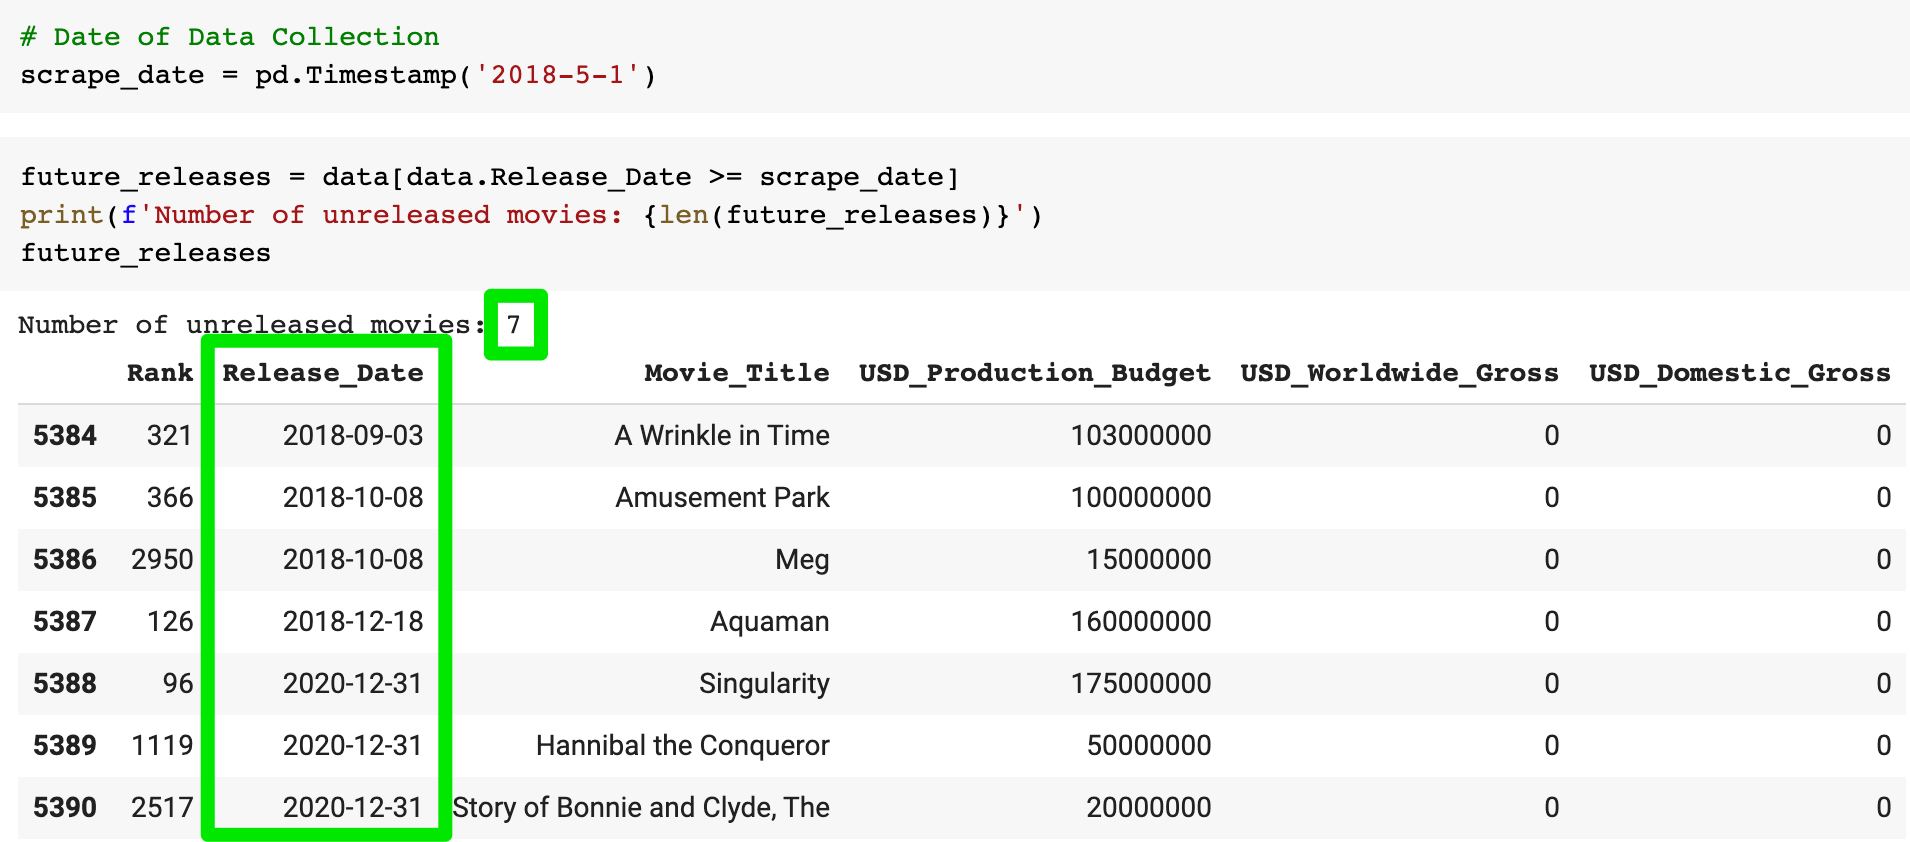 # Date of Data Collection
scrape_date = pd.Timestamp('2018-5-1')
future_releases = data[data.Release_Date >= scrape_date]
print(f'Number of unreleased movies: {len(future_releases)}')
future_releases
Number of unreleased movies: 7
Rank Release_Date Movie_Title USD_Production_Budget USD_Worldwide_Gross USD_Domestic_Gross
5384 321 2018-09-03 A Wrinkle in Time 103000000 0 0
5385 366 2018-10-08 Amusement Park 100000000 0 0
5386 2950 2018-10-08 Meg 15000000 0 0
5387 126 2018-12-18 Aquaman 160000000 0 0
5388 96 2020-12-31 Singularity 175000000 0 0
5389 1119 2020-12-31 Hannibal the Conqueror 50000000 0 0
5390 2517 2020-12-31 Story of Bonnie and Clyde, The 20000000 0 0